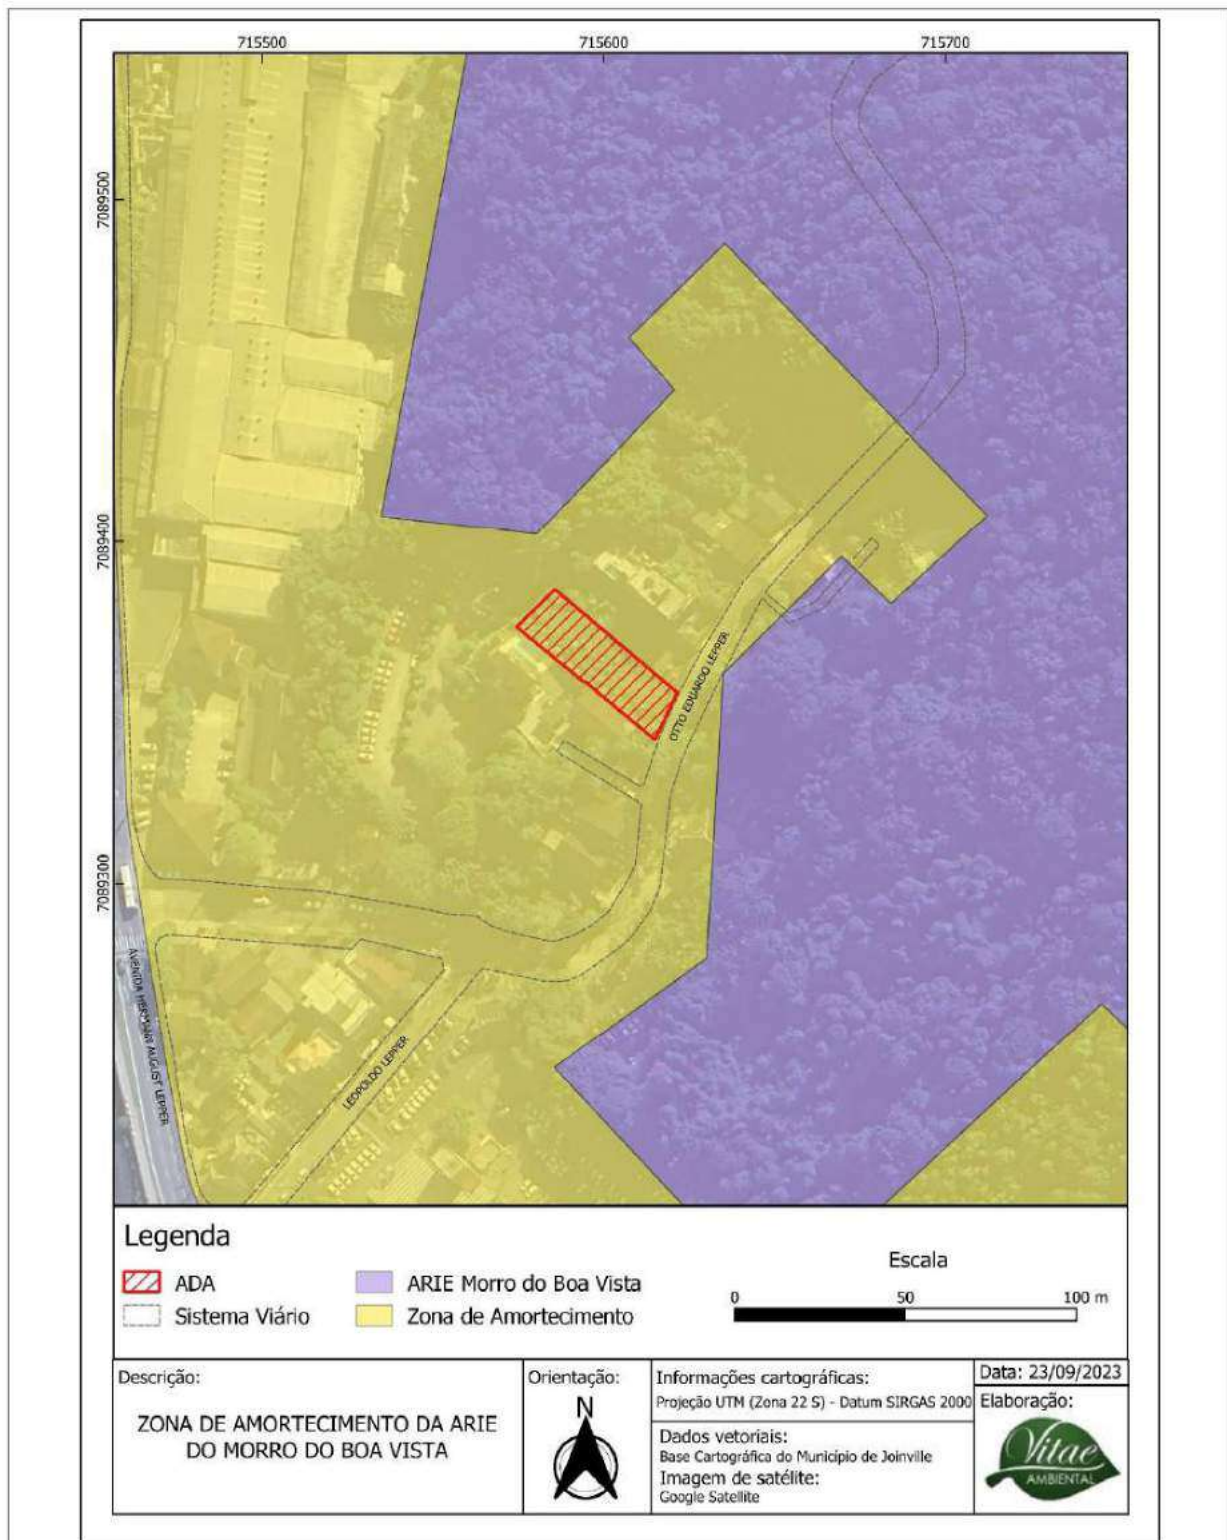 715500 715600 715700
7089500
7089400
7089300
OTTO EDUARDO LEPPER
AVENIDA HERMANN AUGUST LEPPER
LEOPOLDO LEPPER
Legenda
ADA
ARIE Morro do Boa Vista
Sistema Viário
Zona de Amortecimento
Escala
0 50 100 m
Descrição:
ZONA DE AMORTECIMENTO DA ARIE
DO MORRO DO BOA VISTA
Orientação:
N
Informações cartográficas:
Projeção UTM (Zona 22 S) - Datum SIRGAS 2000
Dados vetoriais:
Base Cartográfica do Município de Joinville
Imagem de satélite:
Google Satellite
Data: 23/09/2023
Elaboração:
Vitae
AMBIENTAL